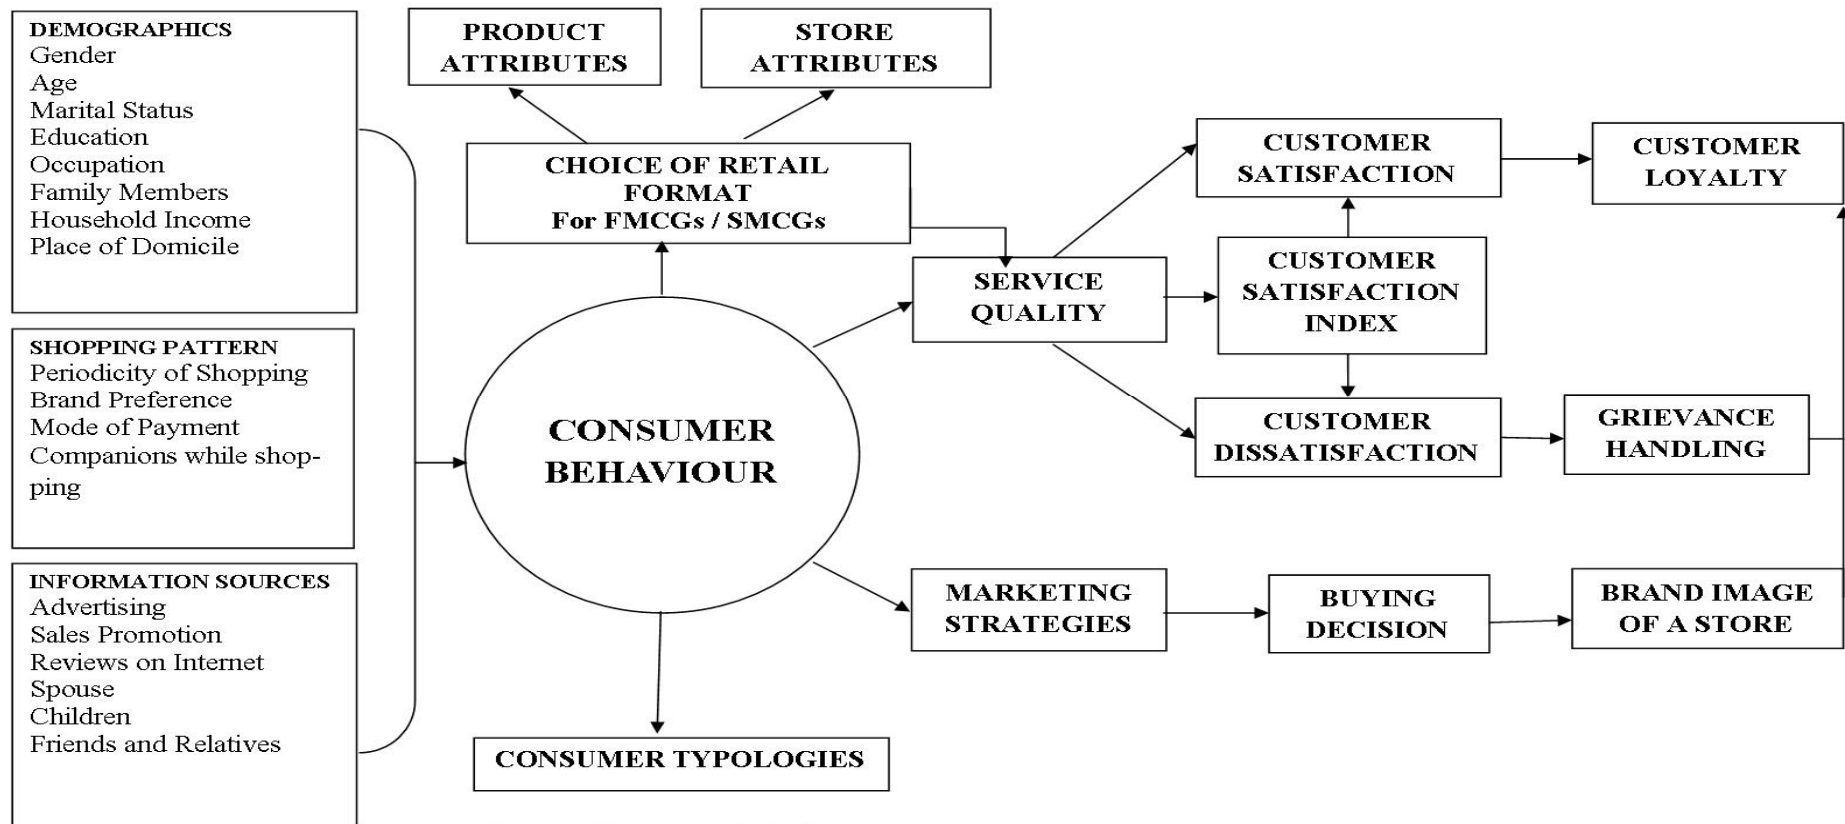 DEMOGRAPHICS
Gender
Age
Marital Status
Education
Occupation
Family Members
Household Income
Place of Domicile
SHOPPING PATTERN
Periodicity of Shopping
Brand Preference
Mode of Payment
Companions while shop-
ping
INFORMATION SOURCES
Advertising
Sales Promotion
Reviews on Internet
Spouse
Children
Friends and Relatives
PRODUCT
ATTRIBUTES
STORE
ATTRIBUTES
CHOICE OF RETAIL
FORMAT
For FMCGs / SMCGs
CONSUMER
BEHAVIOUR
CONSUMER TYPOLOGIES
SERVICE
QUALITY
CUSTOMER
SATISFACTION
CUSTOMER
LOYALTY
CUSTOMER
SATISFACTION
INDEX
CUSTOMER
DISSATISFACTION
GRIEVANCE
HANDLING
MARKETING
STRATEGIES
BUYING
DECISION
BRAND IMAGE
OF A STORE